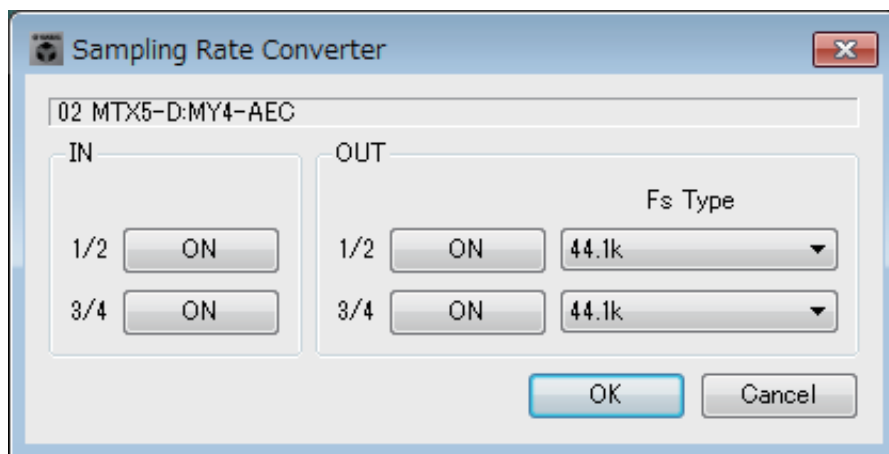 Sampling Rate Converter
02 MTX5-D:MY4-AEC
IN
OUT
Fs Type
1/2 ON 1/2 ON 44.1k
3/4 ON 3/4 ON 44.1k
OK Cancel